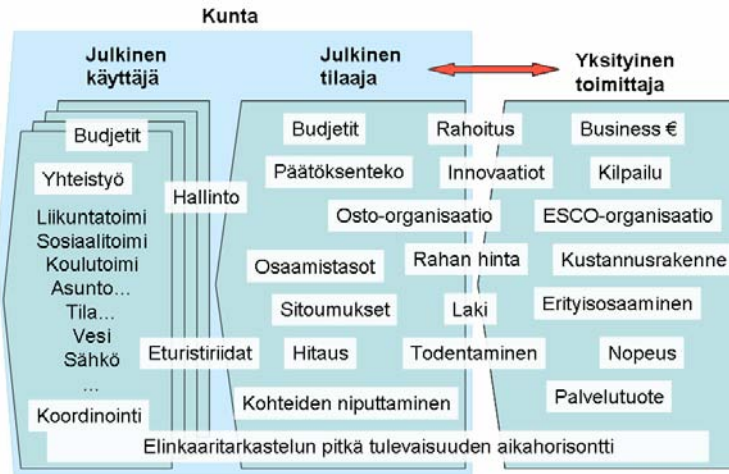 Kunta
Julkinen
käyttäjä
Julkinen
tilaaja
Yksityinen
toimittaja
Budjetit
Yhteistyö
Hallinto
Liikuntatoimi
Sosiaalitoimi
Koulutoimi
Asunto...
Tila...
Vesi
Sähkö
...
Eturistiriidat
Koordinointi
Budjetit
Rahoitus
Päätöksenteko
Innovaatiot
Osto-organisaatio
Osaamistasot
Rahan hinta
Sitoumukset
Laki
Hitaus
Todentaminen
Kohteiden niputtaminen
Business €
Kilpailu
ESCO-organisaatio
Kustannusrakenne
Erityisosaaminen
Nopeus
Palvelutuote
Elinkaaritarkastelun pitkä tulevaisuuden aikahorisontti